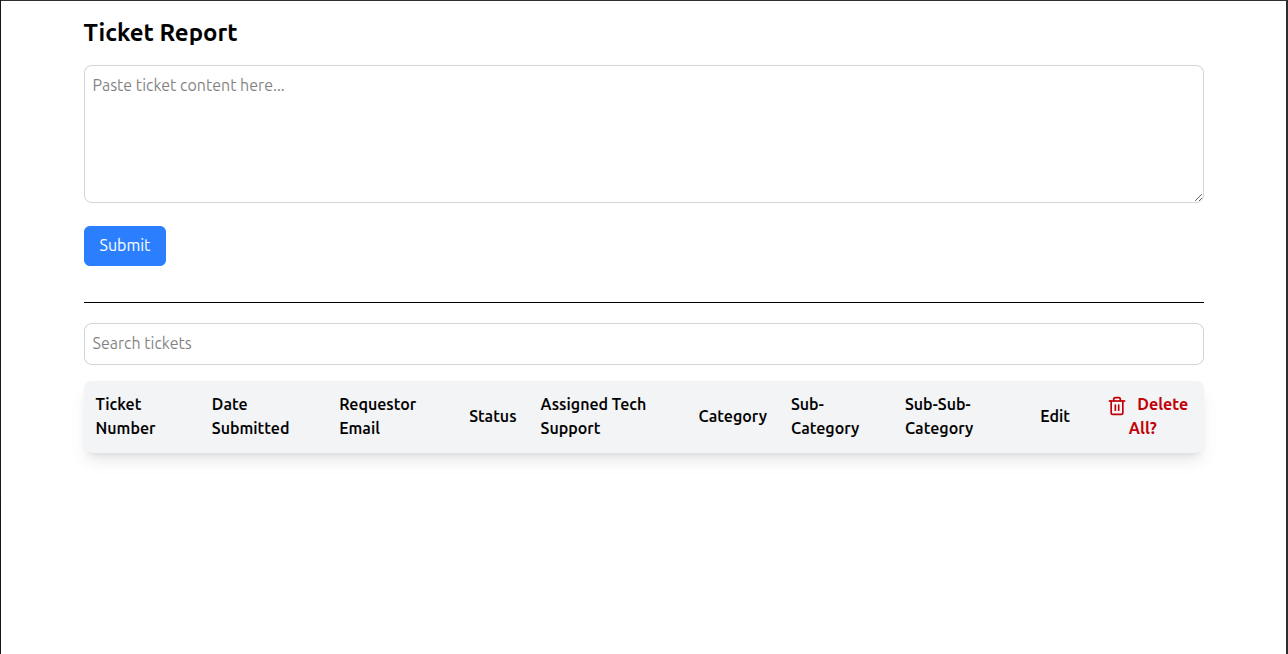 Ticket Report
Paste ticket content here...
Submit
Search tickets
Ticket Number
Date Submitted
Requestor Email
Status
Assigned Tech Support
Category
Sub-Category
Sub-Sub-Category
Edit
Delete All?